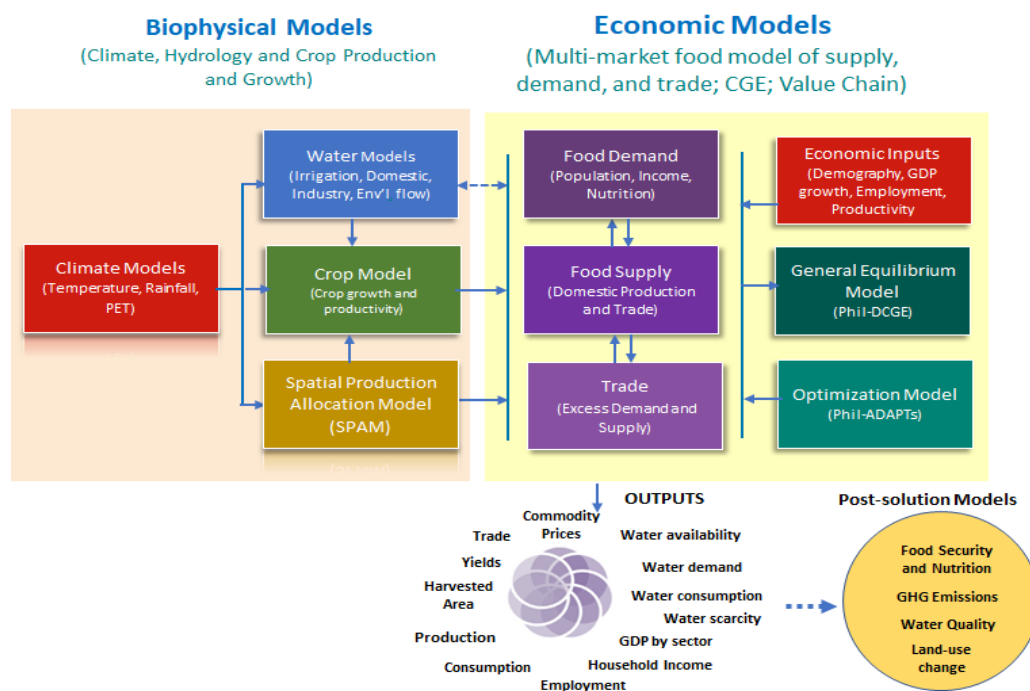 Biophysical Models
(Climate, Hydrology and Crop Production
and Growth)
Economic Models
(Multi-market food model of supply,
demand, and trade; CGE; Value Chain)
Climate Models
(Temperature, Rainfall,
PET)
Water Models
(Irrigation, Domestic,
Industry, Env'l flow)
Crop Model
(Crop growth and
productivity)
Spatial Production
Allocation Model
(SPAM)
Food Demand
(Population, Income,
Nutrition)
Food Supply
(Domestic Production
and Trade)
Trade
(Excess Demand and
Supply)
Economic Inputs
(Demography, GDP
growth, Employment,
Productivity
General Equilibrium
Model
(Phil-DCGE)
Optimization Model
(Phil-ADAPTs)
OUTPUTS
Commodity
Prices
Trade
Yields
Harvested
Area
Production
Consumption
Employment
Household Income
GDP by sector
Water scarcity
Water consumption
Water demand
Water availability
Post-solution Models
Food Security
and Nutrition
GHG Emissions
Water Quality
Land-use
change